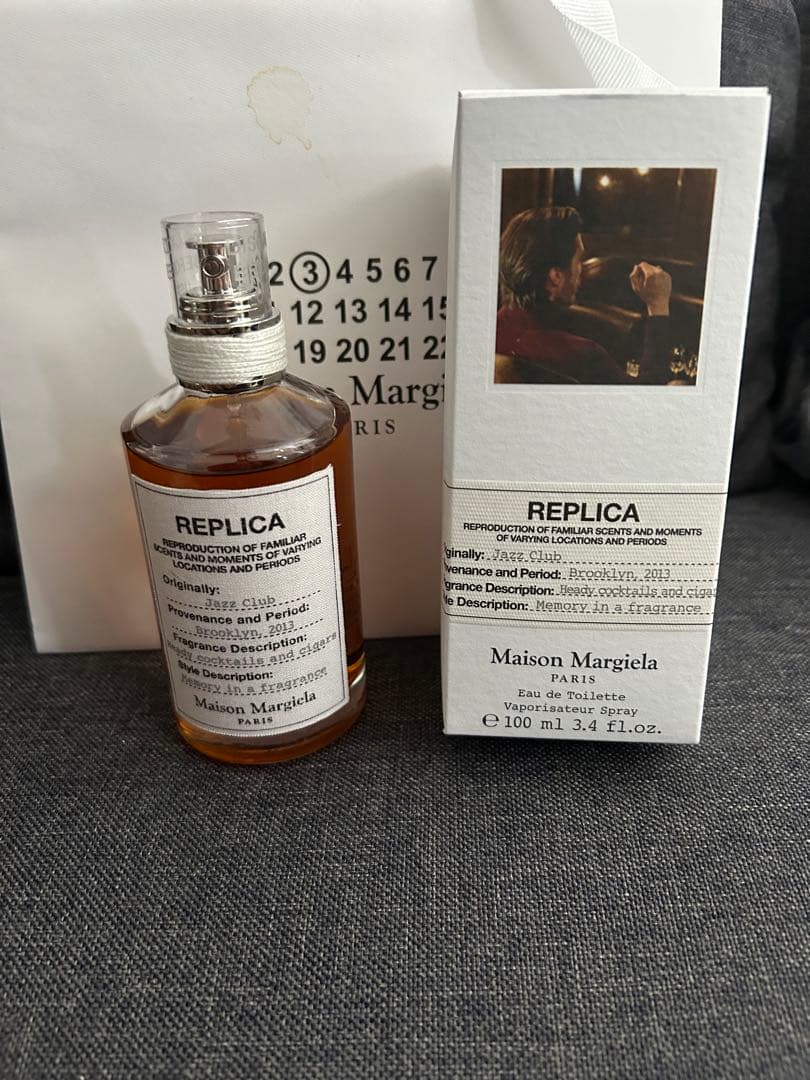 2 3 4 5 6 7
12 13 14 15
19 20 21 22
Margi
RIS
REPLICA
REPRODUCTION OF FAMILIAR
SCENTS AND MOMENTS OF VARYING
LOCATIONS AND PERIODS
Originally:
Jazz Club
Provenance and Period:
Brooklyn, 2013
Fragrance Description:
Heady cocktails and cigars
Style Description:
Memory in a fragrance
Maison Margiela
PARIS
REPLICA
REPRODUCTION OF FAMILIAR SCENTS AND MOMENTS
OF VARYING LOCATIONS AND PERIODS
ginally: Jazz Club
venance and Period: Brooklyn, 2013
grance Description: Heady cocktails and cigar
le Description: Memory in a fragrance
Maison Margiela
PARIS
Eau de Toilette
Vaporisateur Spray
℮ 100 ml 3.4 fl.oz.